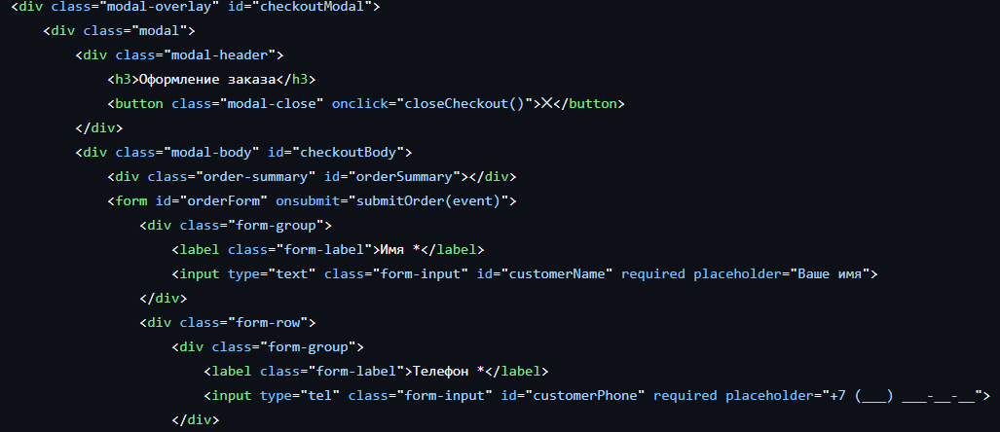 <div class="modal-overlay" id="checkoutModal">
    <div class="modal">
        <div class="modal-header">
            <h3>Оформление заказа</h3>
            <button class="modal-close" onclick="closeCheckout()">✕</button>
        </div>
        <div class="modal-body" id="checkoutBody">
            <div class="order-summary" id="orderSummary"></div>
            <form id="orderForm" onsubmit="submitOrder(event)">
                <div class="form-group">
                    <label class="form-label">Имя *</label>
                    <input type="text" class="form-input" id="customerName" required placeholder="Ваше имя">
                </div>
                <div class="form-row">
                    <div class="form-group">
                        <label class="form-label">Телефон *</label>
                        <input type="tel" class="form-input" id="customerPhone" required placeholder="+7 (___) ___-__-__">
                    </div>